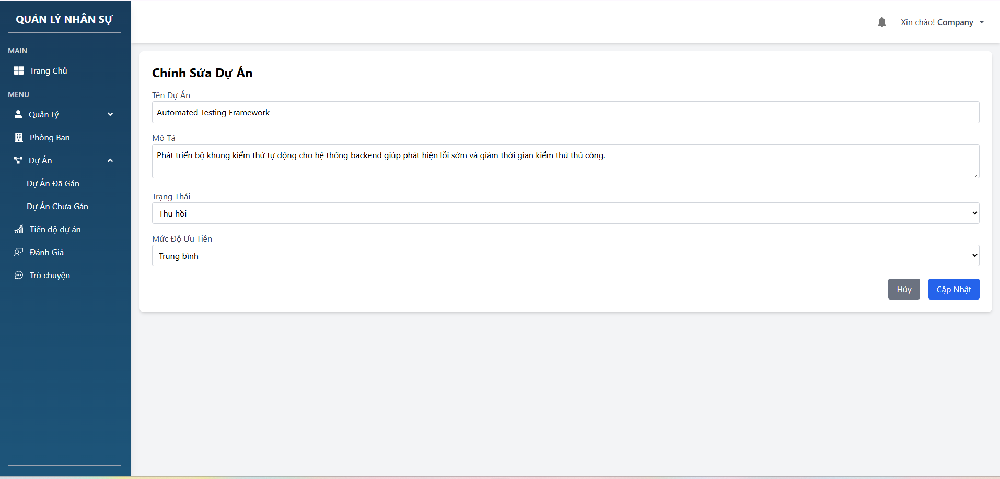 QUẢN LÝ NHÂN SỰ
MAIN
Trang Chủ
MENU
Quản Lý
Phòng Ban
Dự Án
Dự Án Đã Gán
Dự Án Chưa Gán
Tiến độ dự án
Đánh Giá
Trò chuyện
Xin chào! Company
Chỉnh Sửa Dự Án
Tên Dự Án
Automated Testing Framework
Mô Tả
Phát triển bộ khung kiểm thử tự động cho hệ thống backend giúp phát hiện lỗi sớm và giảm thời gian kiểm thử thủ công.
Trạng Thái
Thu hồi
Mức Độ Ưu Tiên
Trung bình
Hủy
Cập Nhật